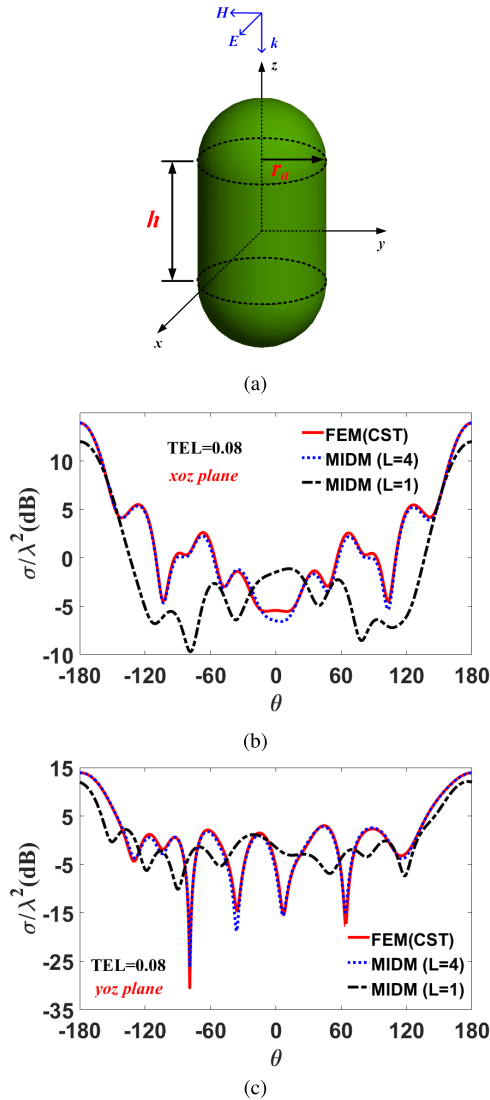 H
E
k
z
r_a
h
y
x
(a)
10
5
0
-5
-10
σ/λ²(dB)
TEL=0.08
xoz plane
FEM(CST)
MIDM (L=4)
MIDM (L=1)
-180 -120 -60 0 60 120 180
θ
(b)
15
5
-5
-15
-25
-35
σ/λ²(dB)
FEM(CST)
MIDM (L=4)
MIDM (L=1)
TEL=0.08
yoz plane
-180 -120 -60 0 60 120 180
θ
(c)